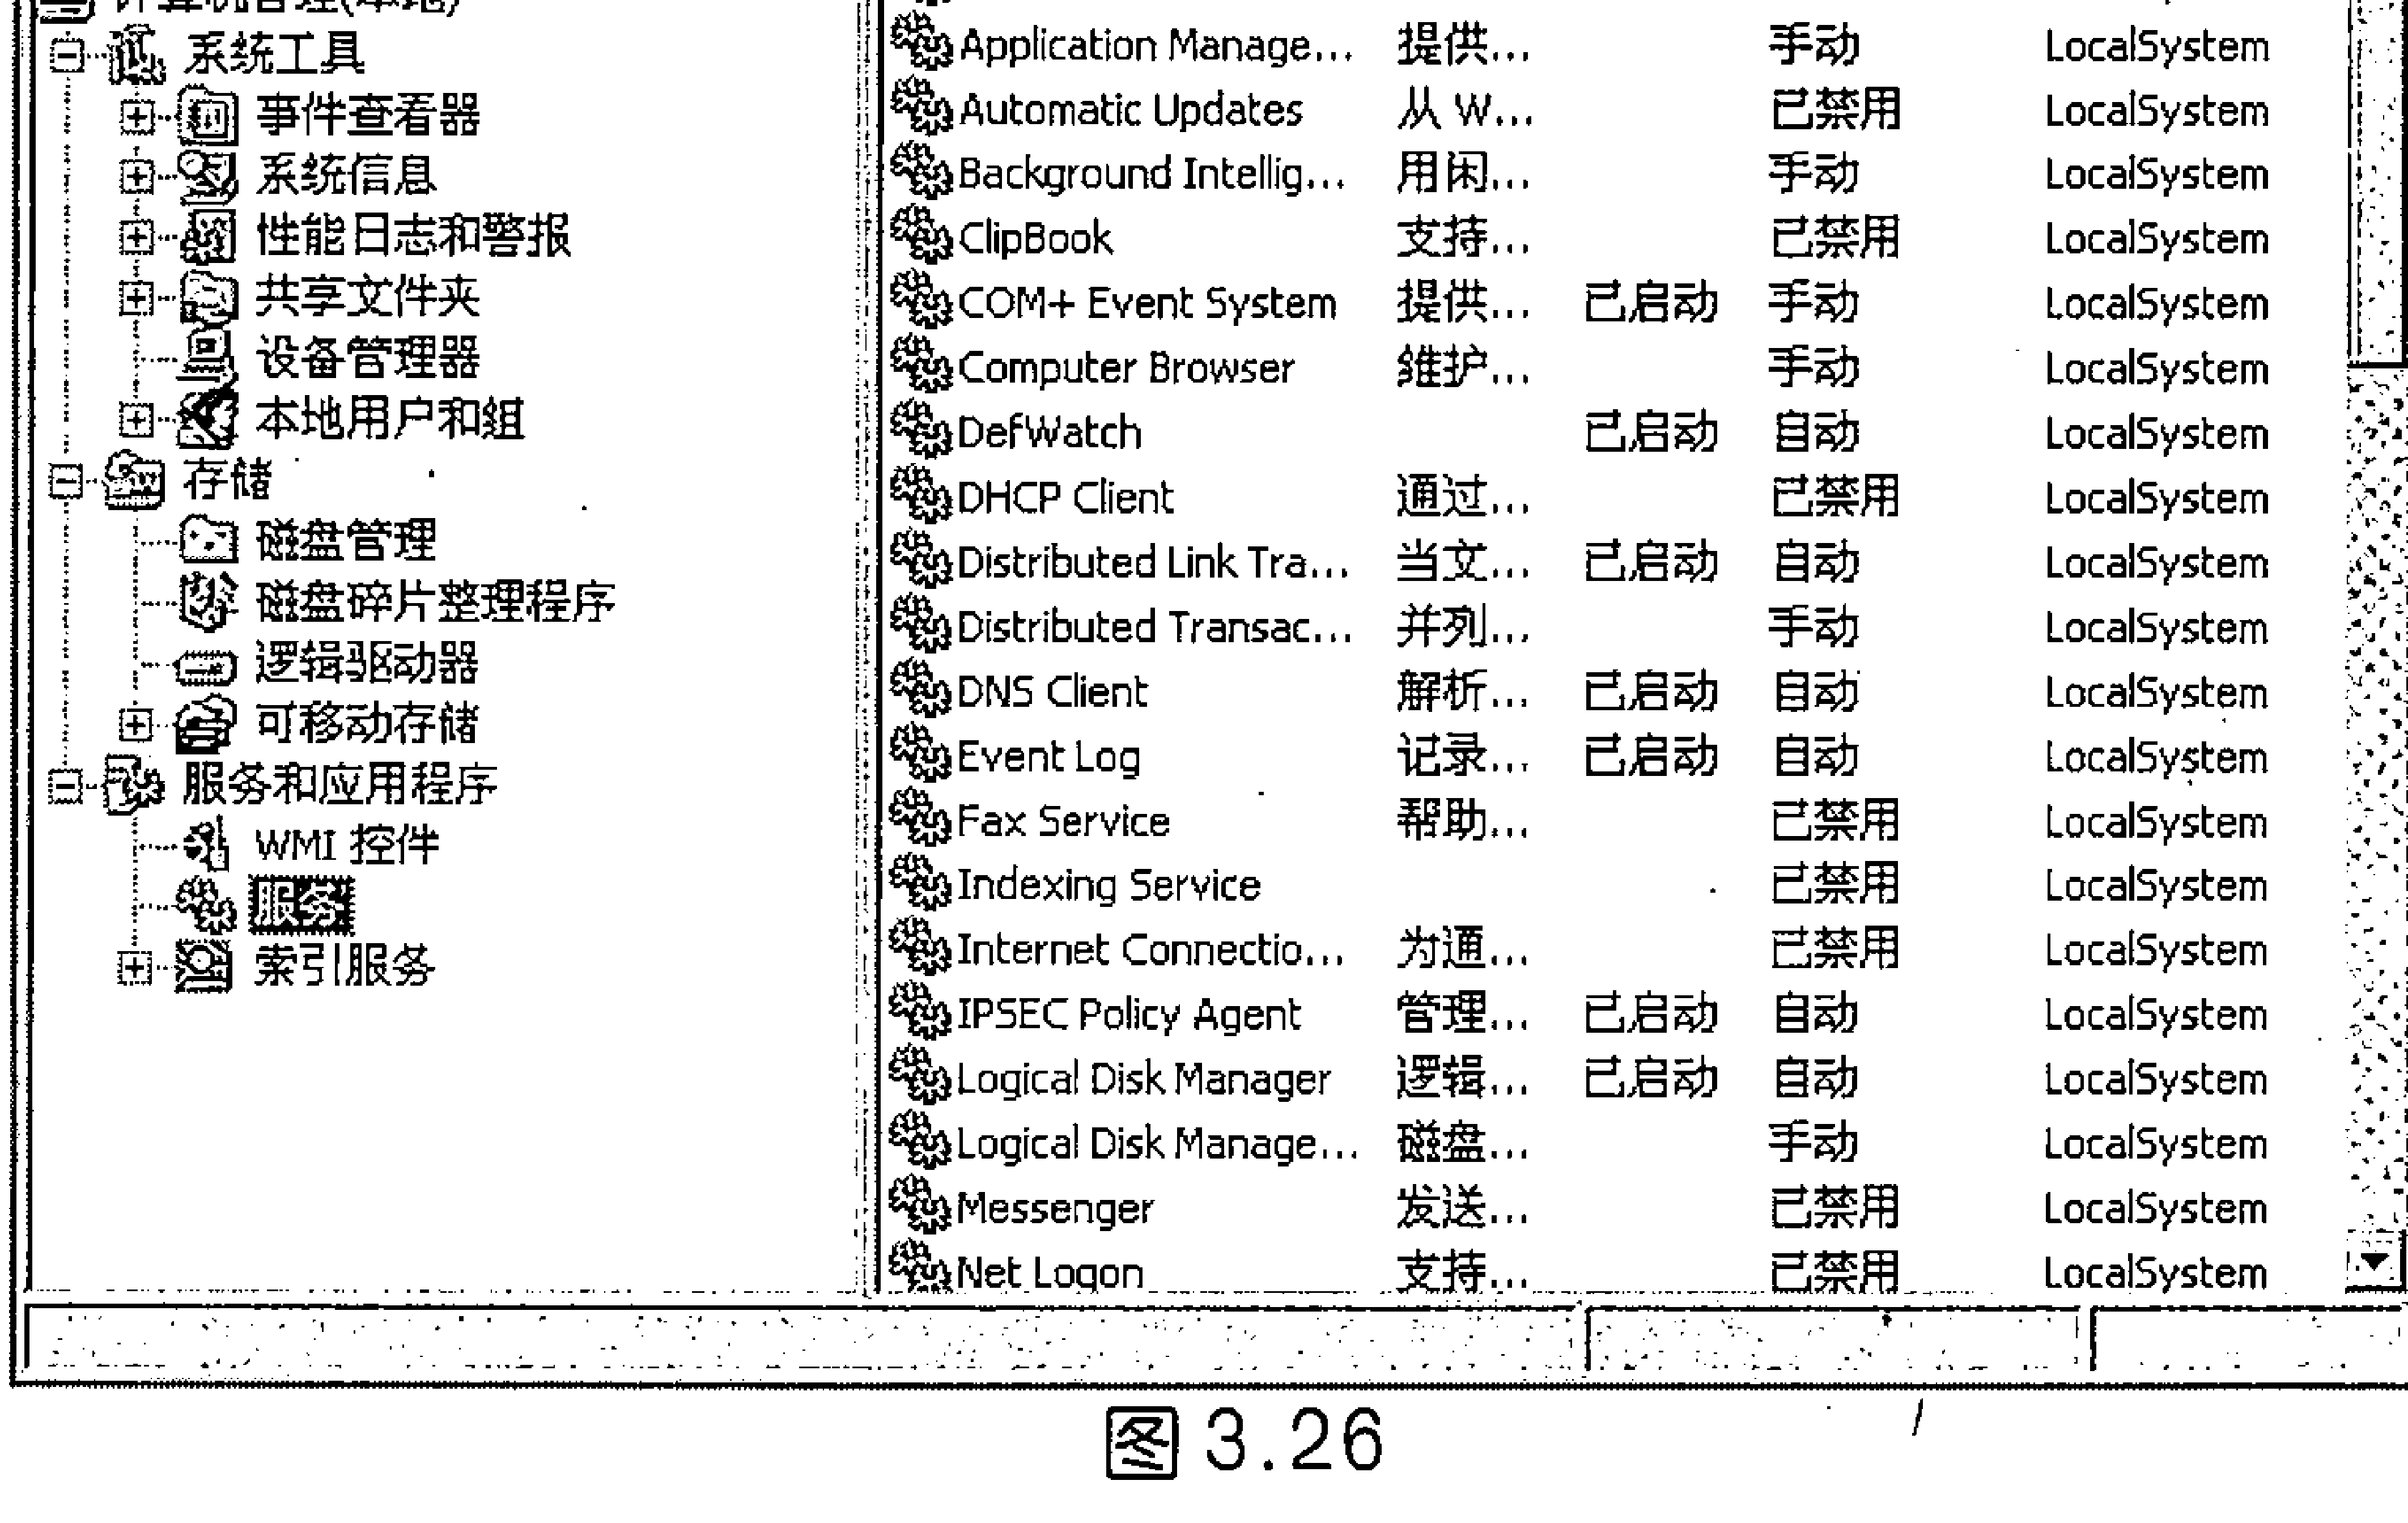 计算机管理(本地)
系统工具
事件查看器
系统信息
性能日志和警报
共享文件夹
设备管理器
本地用户和组
存储
磁盘管理
磁盘碎片整理程序
逻辑驱动器
可移动存储
服务和应用程序
WMI 控件
服务
索引服务
Application Manage... 提供... 手动 LocalSystem
Automatic Updates 从 W... 已禁用 LocalSystem
Background Intellig... 用闲... 手动 LocalSystem
ClipBook 支持... 已禁用 LocalSystem
COM+ Event System 提供... 已启动 手动 LocalSystem
Computer Browser 维护... 手动 LocalSystem
DefWatch 已启动 自动 LocalSystem
DHCP Client 通过... 已禁用 LocalSystem
Distributed Link Tra... 当文... 已启动 自动 LocalSystem
Distributed Transac... 并列... 手动 LocalSystem
DNS Client 解析... 已启动 自动 LocalSystem
Event Log 记录... 已启动 自动 LocalSystem
Fax Service 帮助... 已禁用 LocalSystem
Indexing Service 已禁用 LocalSystem
Internet Connectio... 为通... 已禁用 LocalSystem
IPSEC Policy Agent 管理... 已启动 自动 LocalSystem
Logical Disk Manager 逻辑... 已启动 自动 LocalSystem
Logical Disk Manage... 磁盘... 手动 LocalSystem
Messenger 发送... 已禁用 LocalSystem
Net Logon 支持... 已禁用 LocalSystem
图 3.26